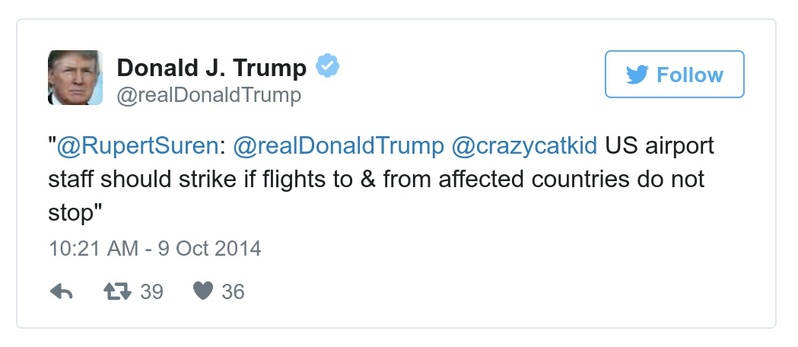 Donald J. Trump
@realDonaldTrump
Follow
"@RupertSuren: @realDonaldTrump @crazycatkid US airport
staff should strike if flights to & from affected countries do not
stop"
10:21 AM - 9 Oct 2014
39 36